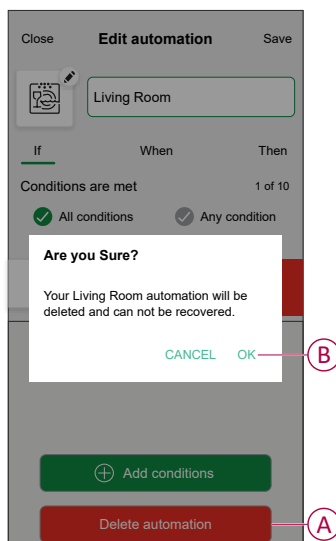 Close Edit automation Save
Living Room
If When Then
Conditions are met 1 of 10
All conditions Any condition
Are you Sure?
Your Living Room automation will be
deleted and can not be recovered.
CANCEL OK
B
Add conditions
Delete automation
A